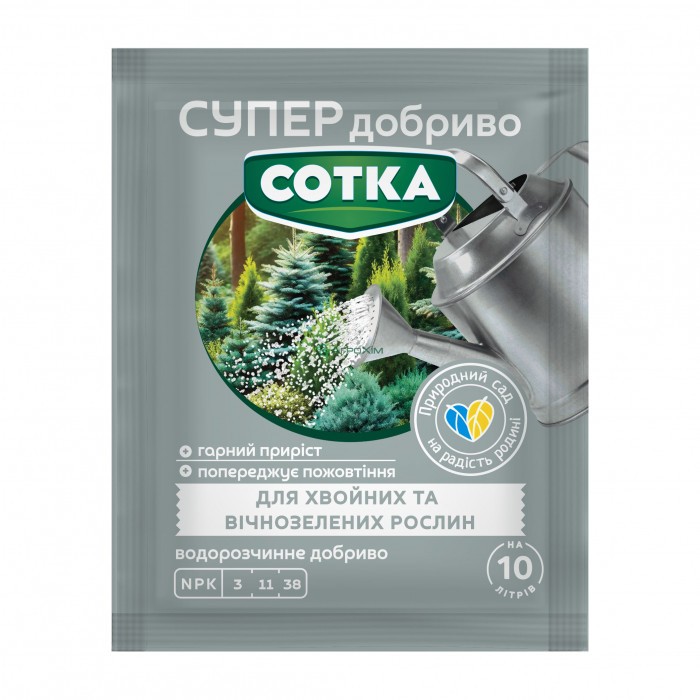 СУПЕР добриво
СОТКА
АГРОХІМ
Природний сад
на радість родині
гарний приріст
попереджує пожовтіння
ДЛЯ ХВОЙНИХ ТА
ВІЧНОЗЕЛЕНИХ РОСЛИН
водорозчинне добриво
NPK 3 11 38
НА
10
ЛІТРІВ